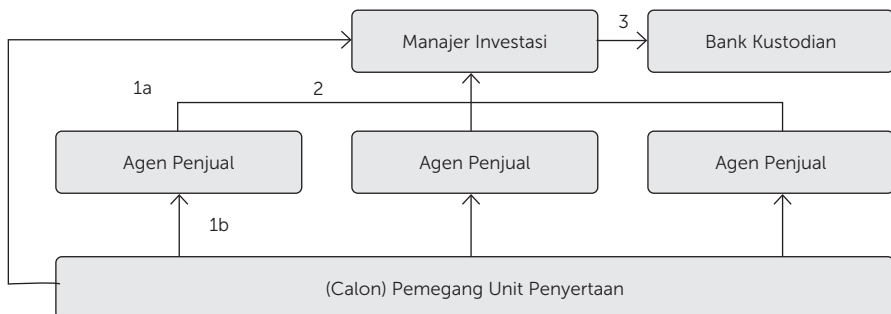 Manajer Investasi
3
Bank Kustodian
1a
2
Agen Penjual
Agen Penjual
Agen Penjual
1b
(Calon) Pemegang Unit Penyertaan